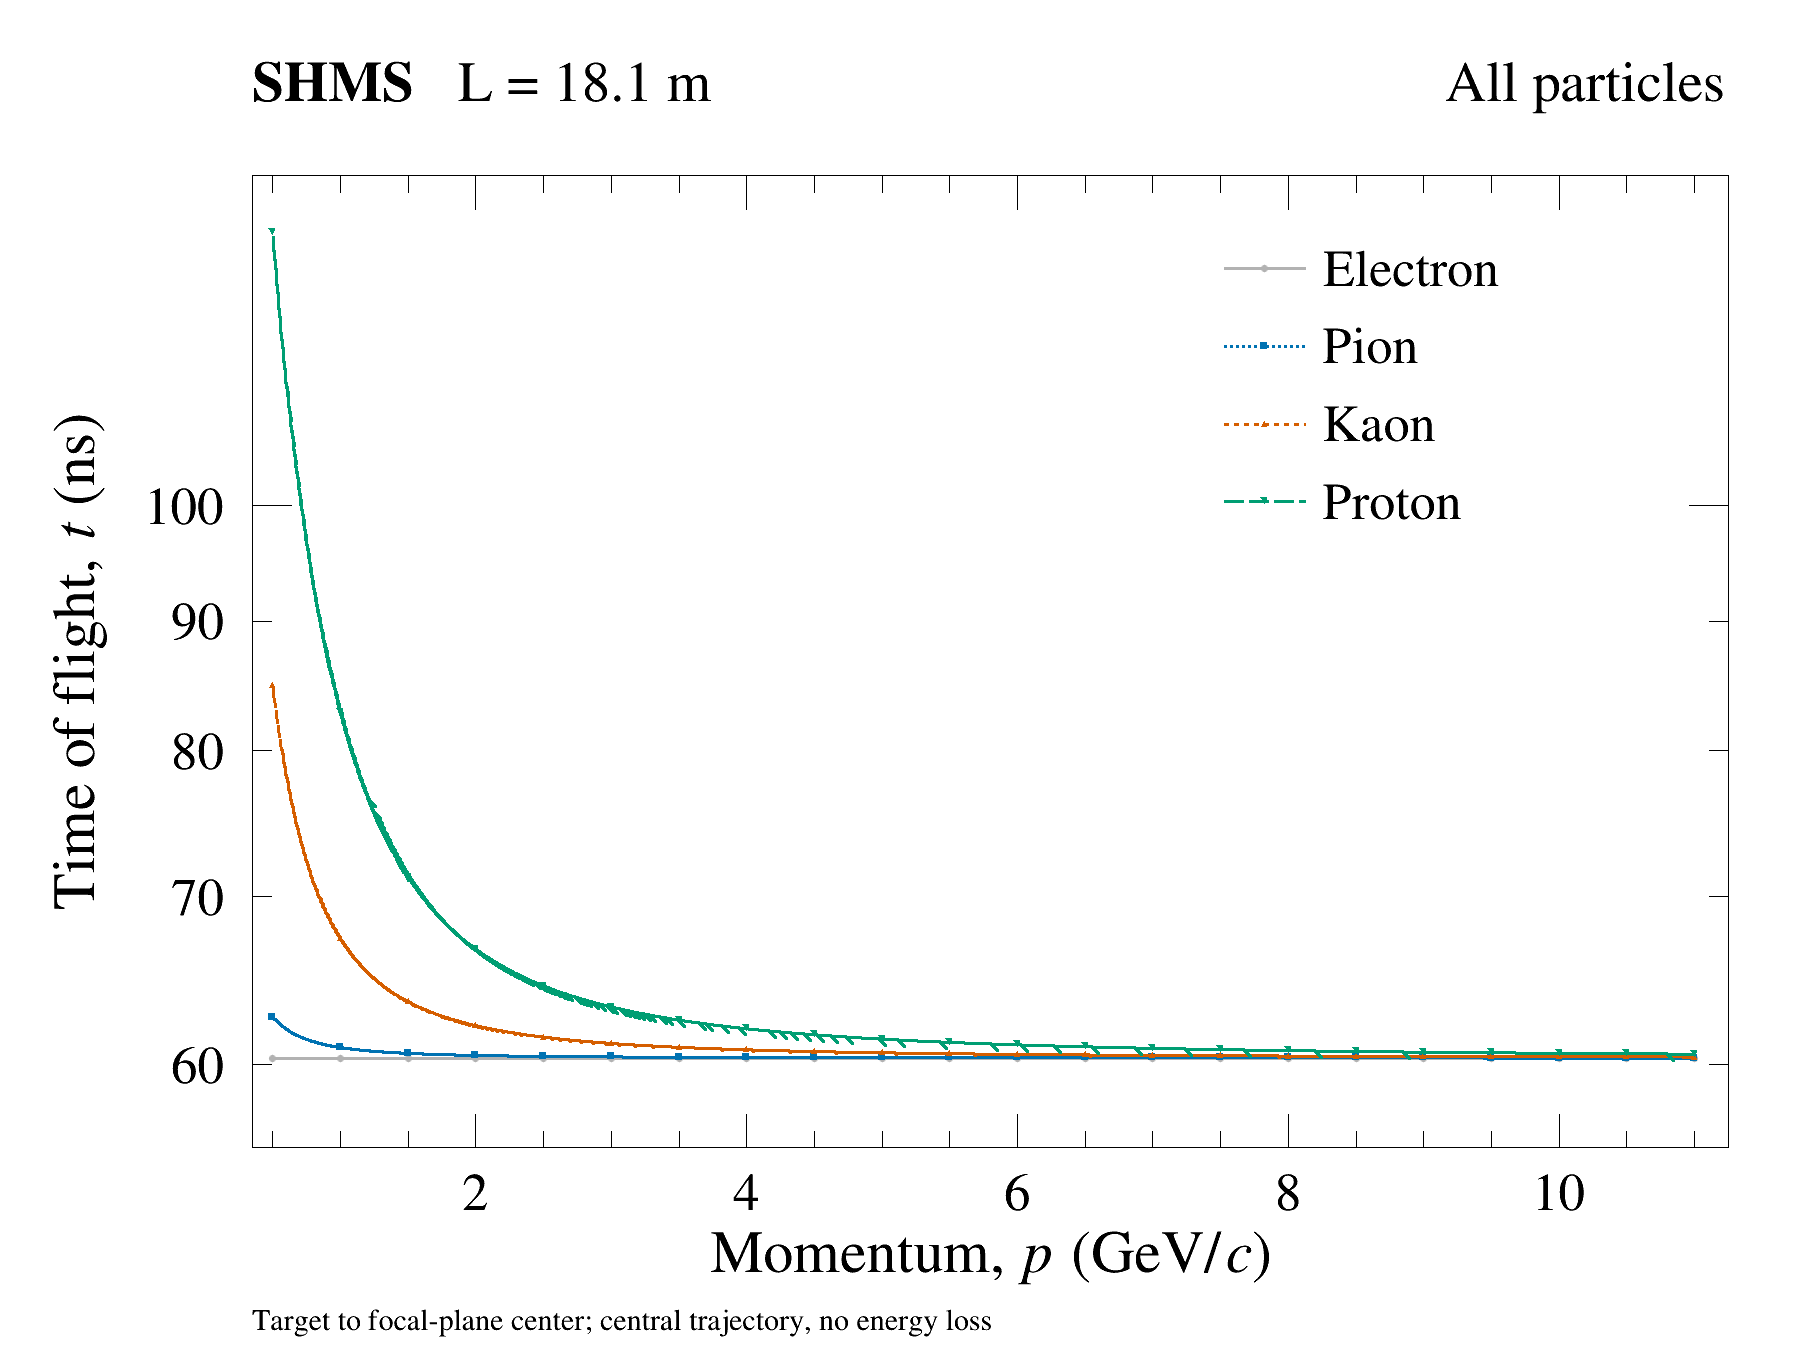 SHMS L = 18.1 m
All particles
Electron
Pion
Kaon
Proton
Time of flight, t (ns)
100
90
80
70
60
2 4 6 8 10
Momentum, p (GeV/c)
Target to focal-plane center; central trajectory, no energy loss